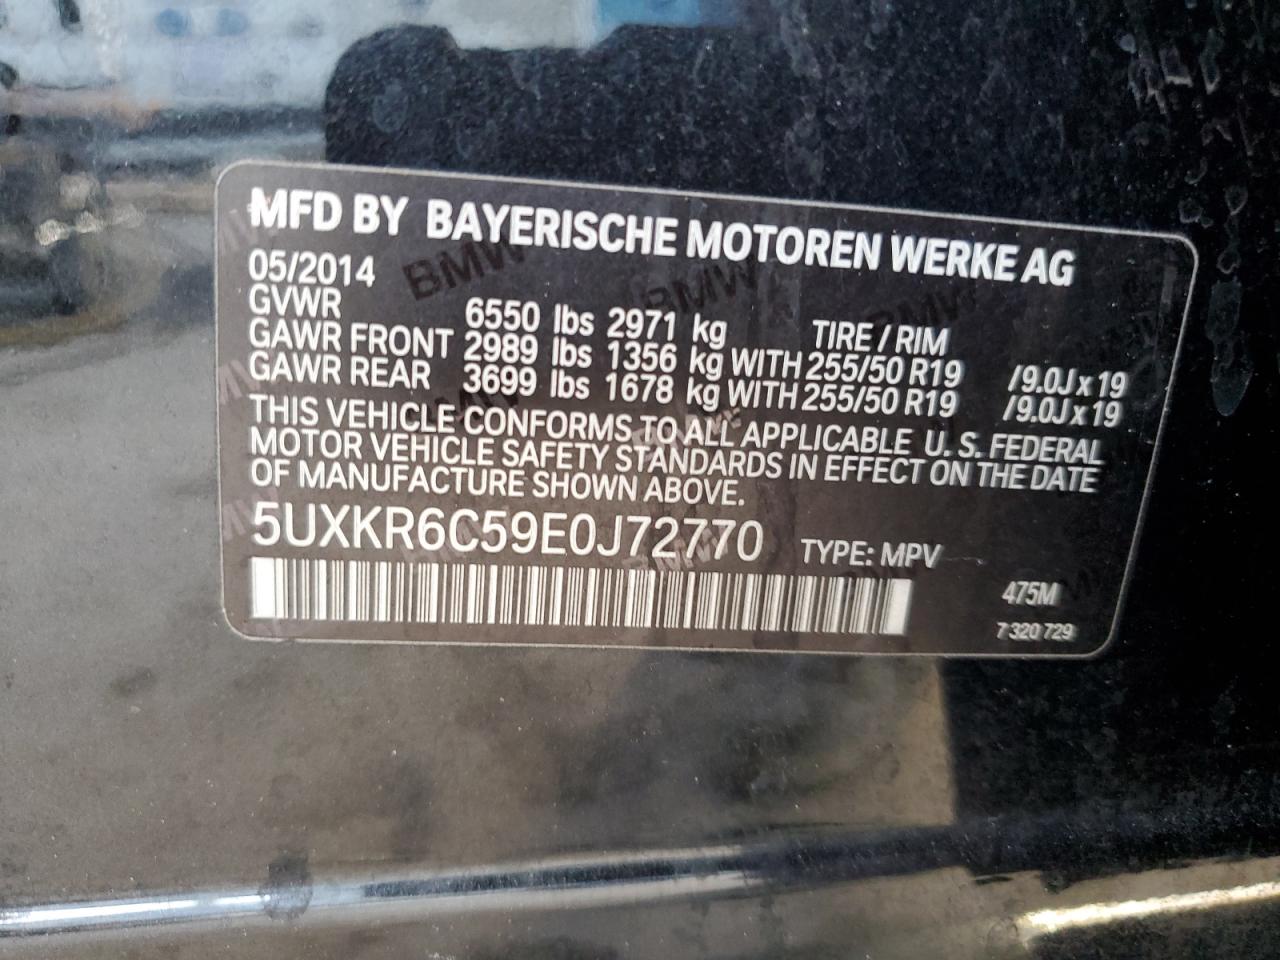 MFD BY BAYERISCHE MOTOREN WERKE AG
05/2014
GVWR 6550 lbs 2971 kg TIRE / RIM
GAWR FRONT 2989 lbs 1356 kg WITH 255/50 R19 /9.0J x 19
GAWR REAR 3699 lbs 1678 kg WITH 255/50 R19 /9.0J x 19
THIS VEHICLE CONFORMS TO ALL APPLICABLE U.S. FEDERAL
MOTOR VEHICLE SAFETY STANDARDS IN EFFECT ON THE DATE
OF MANUFACTURE SHOWN ABOVE.
5UXKR6C59E0J72770 TYPE: MPV
475M
7 320 729